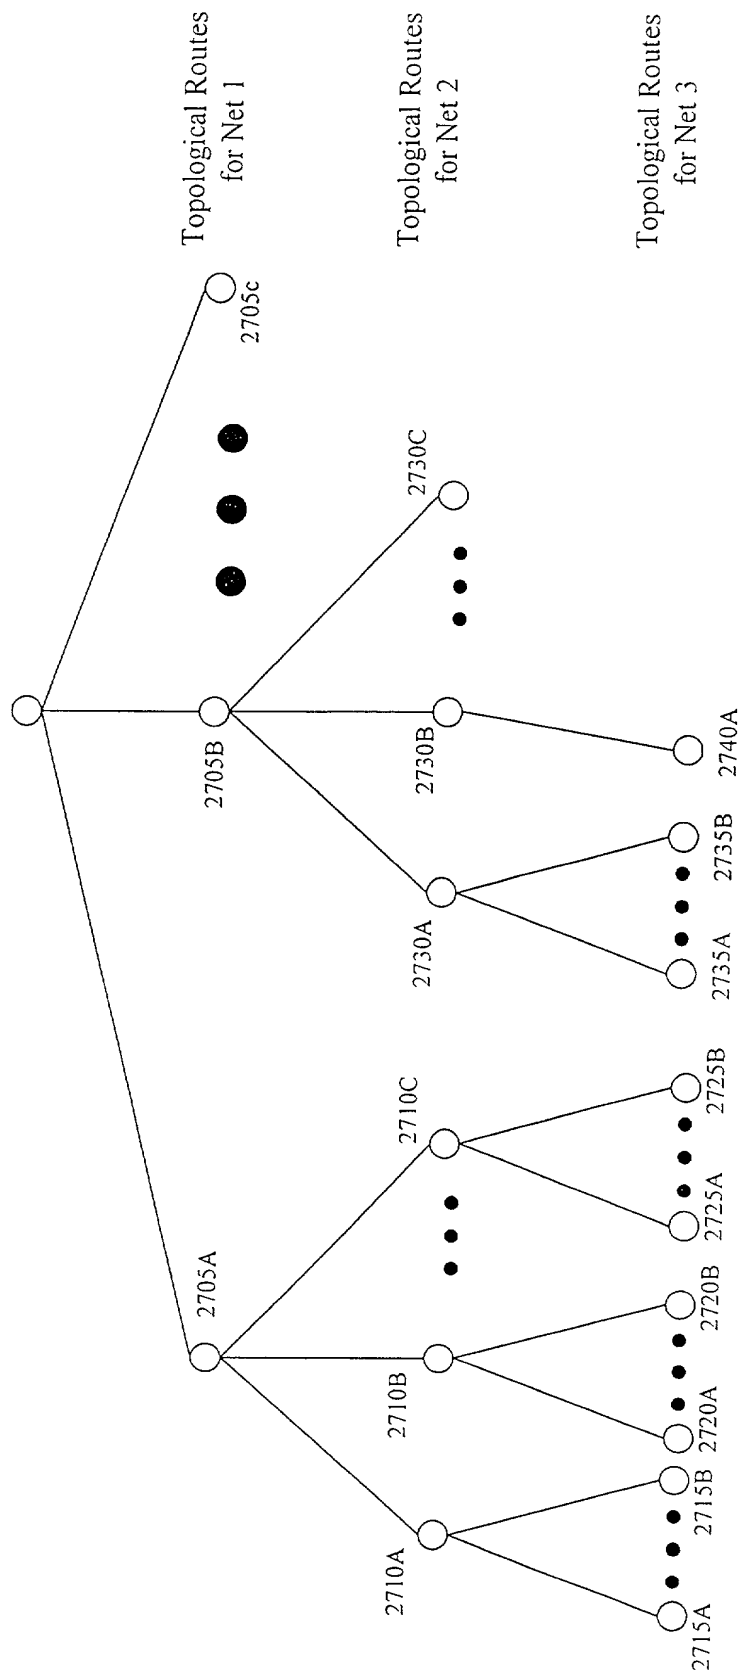 Topological Routes
for Net 1
2705A
2705B
2705c
Topological Routes
for Net 2
2710A
2710B
2710C
2730A
2730B
2730C
Topological Routes
for Net 3
2715A
2715B
2720A
2720B
2725A
2725B
2735A
2735B
2740A